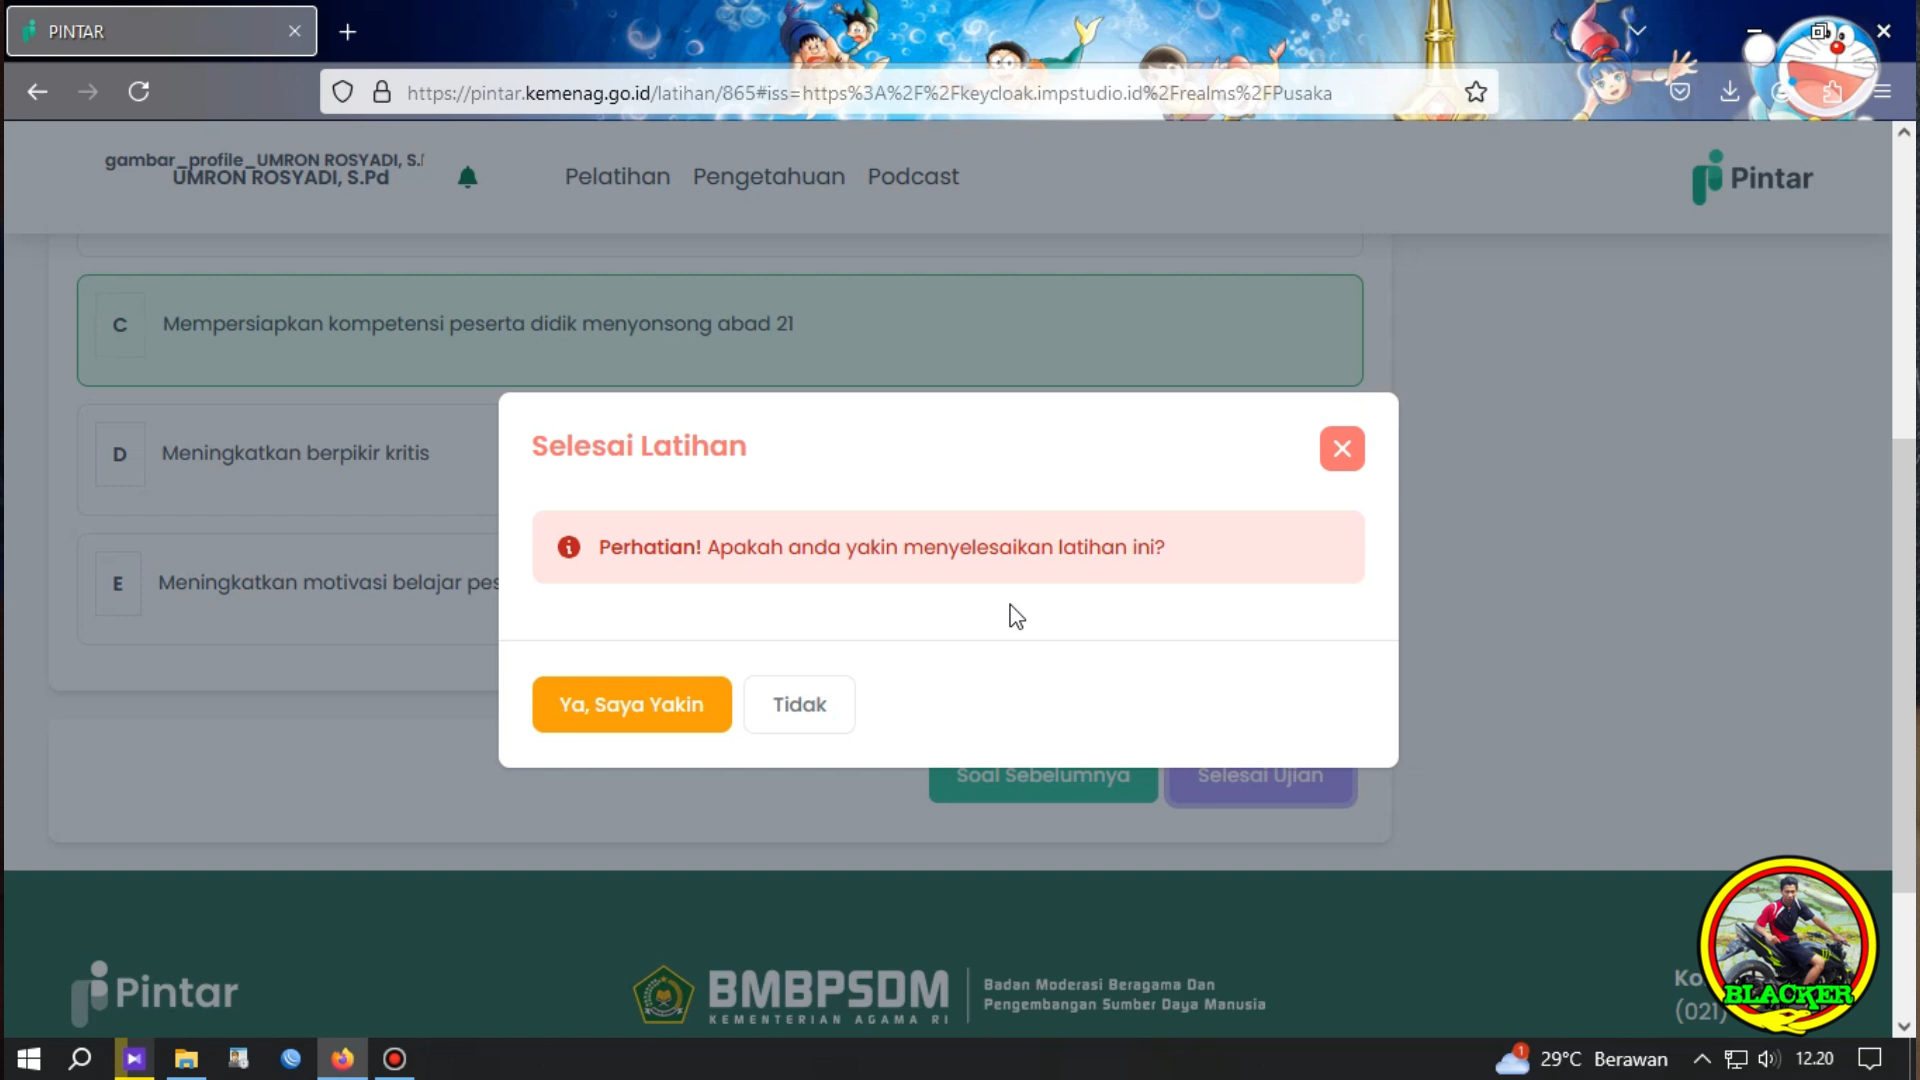 PINTAR
https://pintar.kemenag.go.id/latihan/865#iss=https%3A%2F%2Fkeycloak.impstudio.id%2Frealms%2FPusaka
gambar_profile_UMRON ROSYADI, S.
UMRON ROSYADI, S.Pd
Pelatihan
Pengetahuan
Podcast
Pintar
C
Mempersiapkan kompetensi peserta didik menyonsong abad 21
D
Meningkatkan berpikir kritis
E
Meningkatkan motivasi belajar pes
Selesai Latihan
Perhatian! Apakah anda yakin menyelesaikan latihan ini?
Ya, Saya Yakin
Tidak
Soal Sebelumnya
Selesai Ujian
Pintar
BMBPSDM
KEMENTERIAN AGAMA RI
Badan Moderasi Beragama Dan
Pengembangan Sumber Daya Manusia
Ko
(021)
BLACKER
1
29°C Berawan
12.20